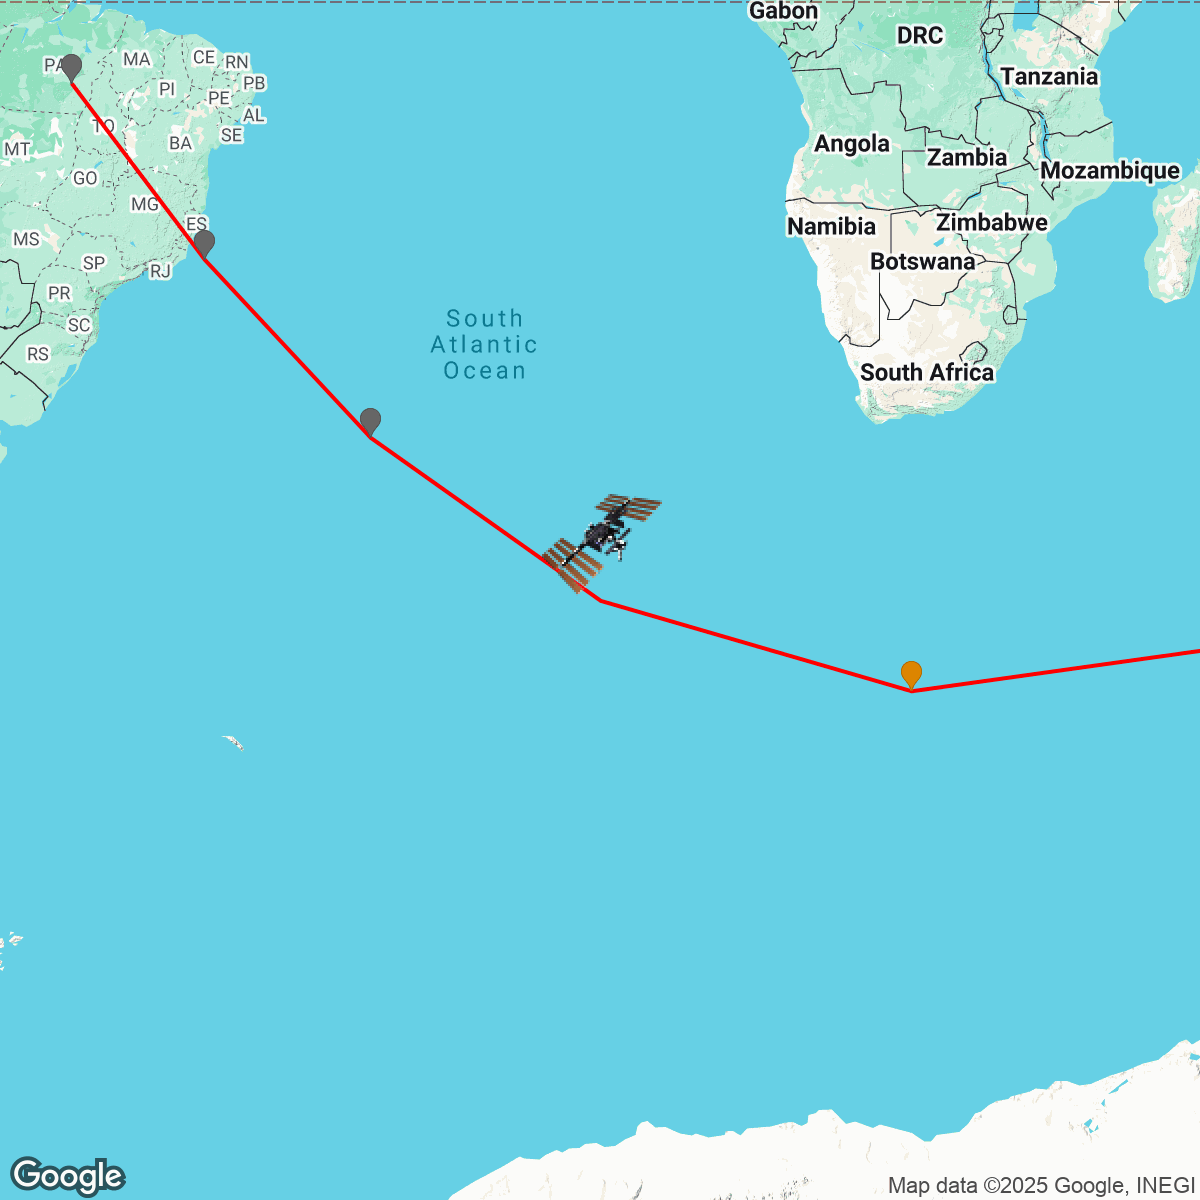 Gabon
DRC
Tanzania
PA
MA
CE
RN
PI
PB
PE
AL
TO
SE
BA
MT
Angola
Zambia
Mozambique
GO
MG
ES
Namibia
Zimbabwe
MS
SP
RJ
Botswana
PR
SC
RS
South
Atlantic
Ocean
South Africa
Google
Map data ©2025 Google, INEGI